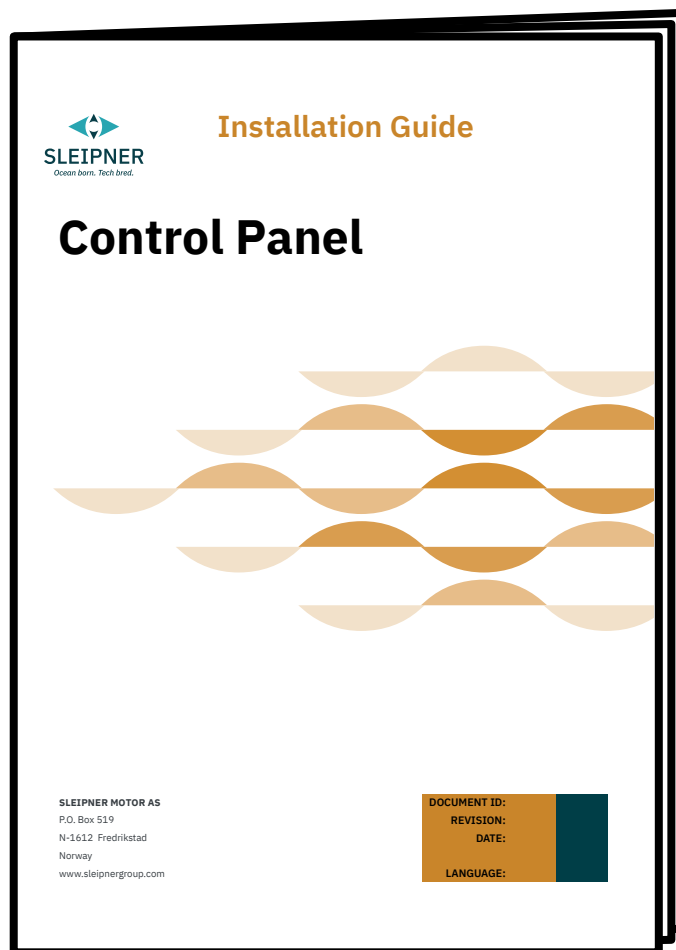 Installation Guide
SLEIPNER
Ocean born. Tech bred.
Control Panel
SLEIPNER MOTOR AS
P.O. Box 519
N-1612 Fredrikstad
Norway
www.sleipnergroup.com
DOCUMENT ID:
REVISION:
DATE:
LANGUAGE: